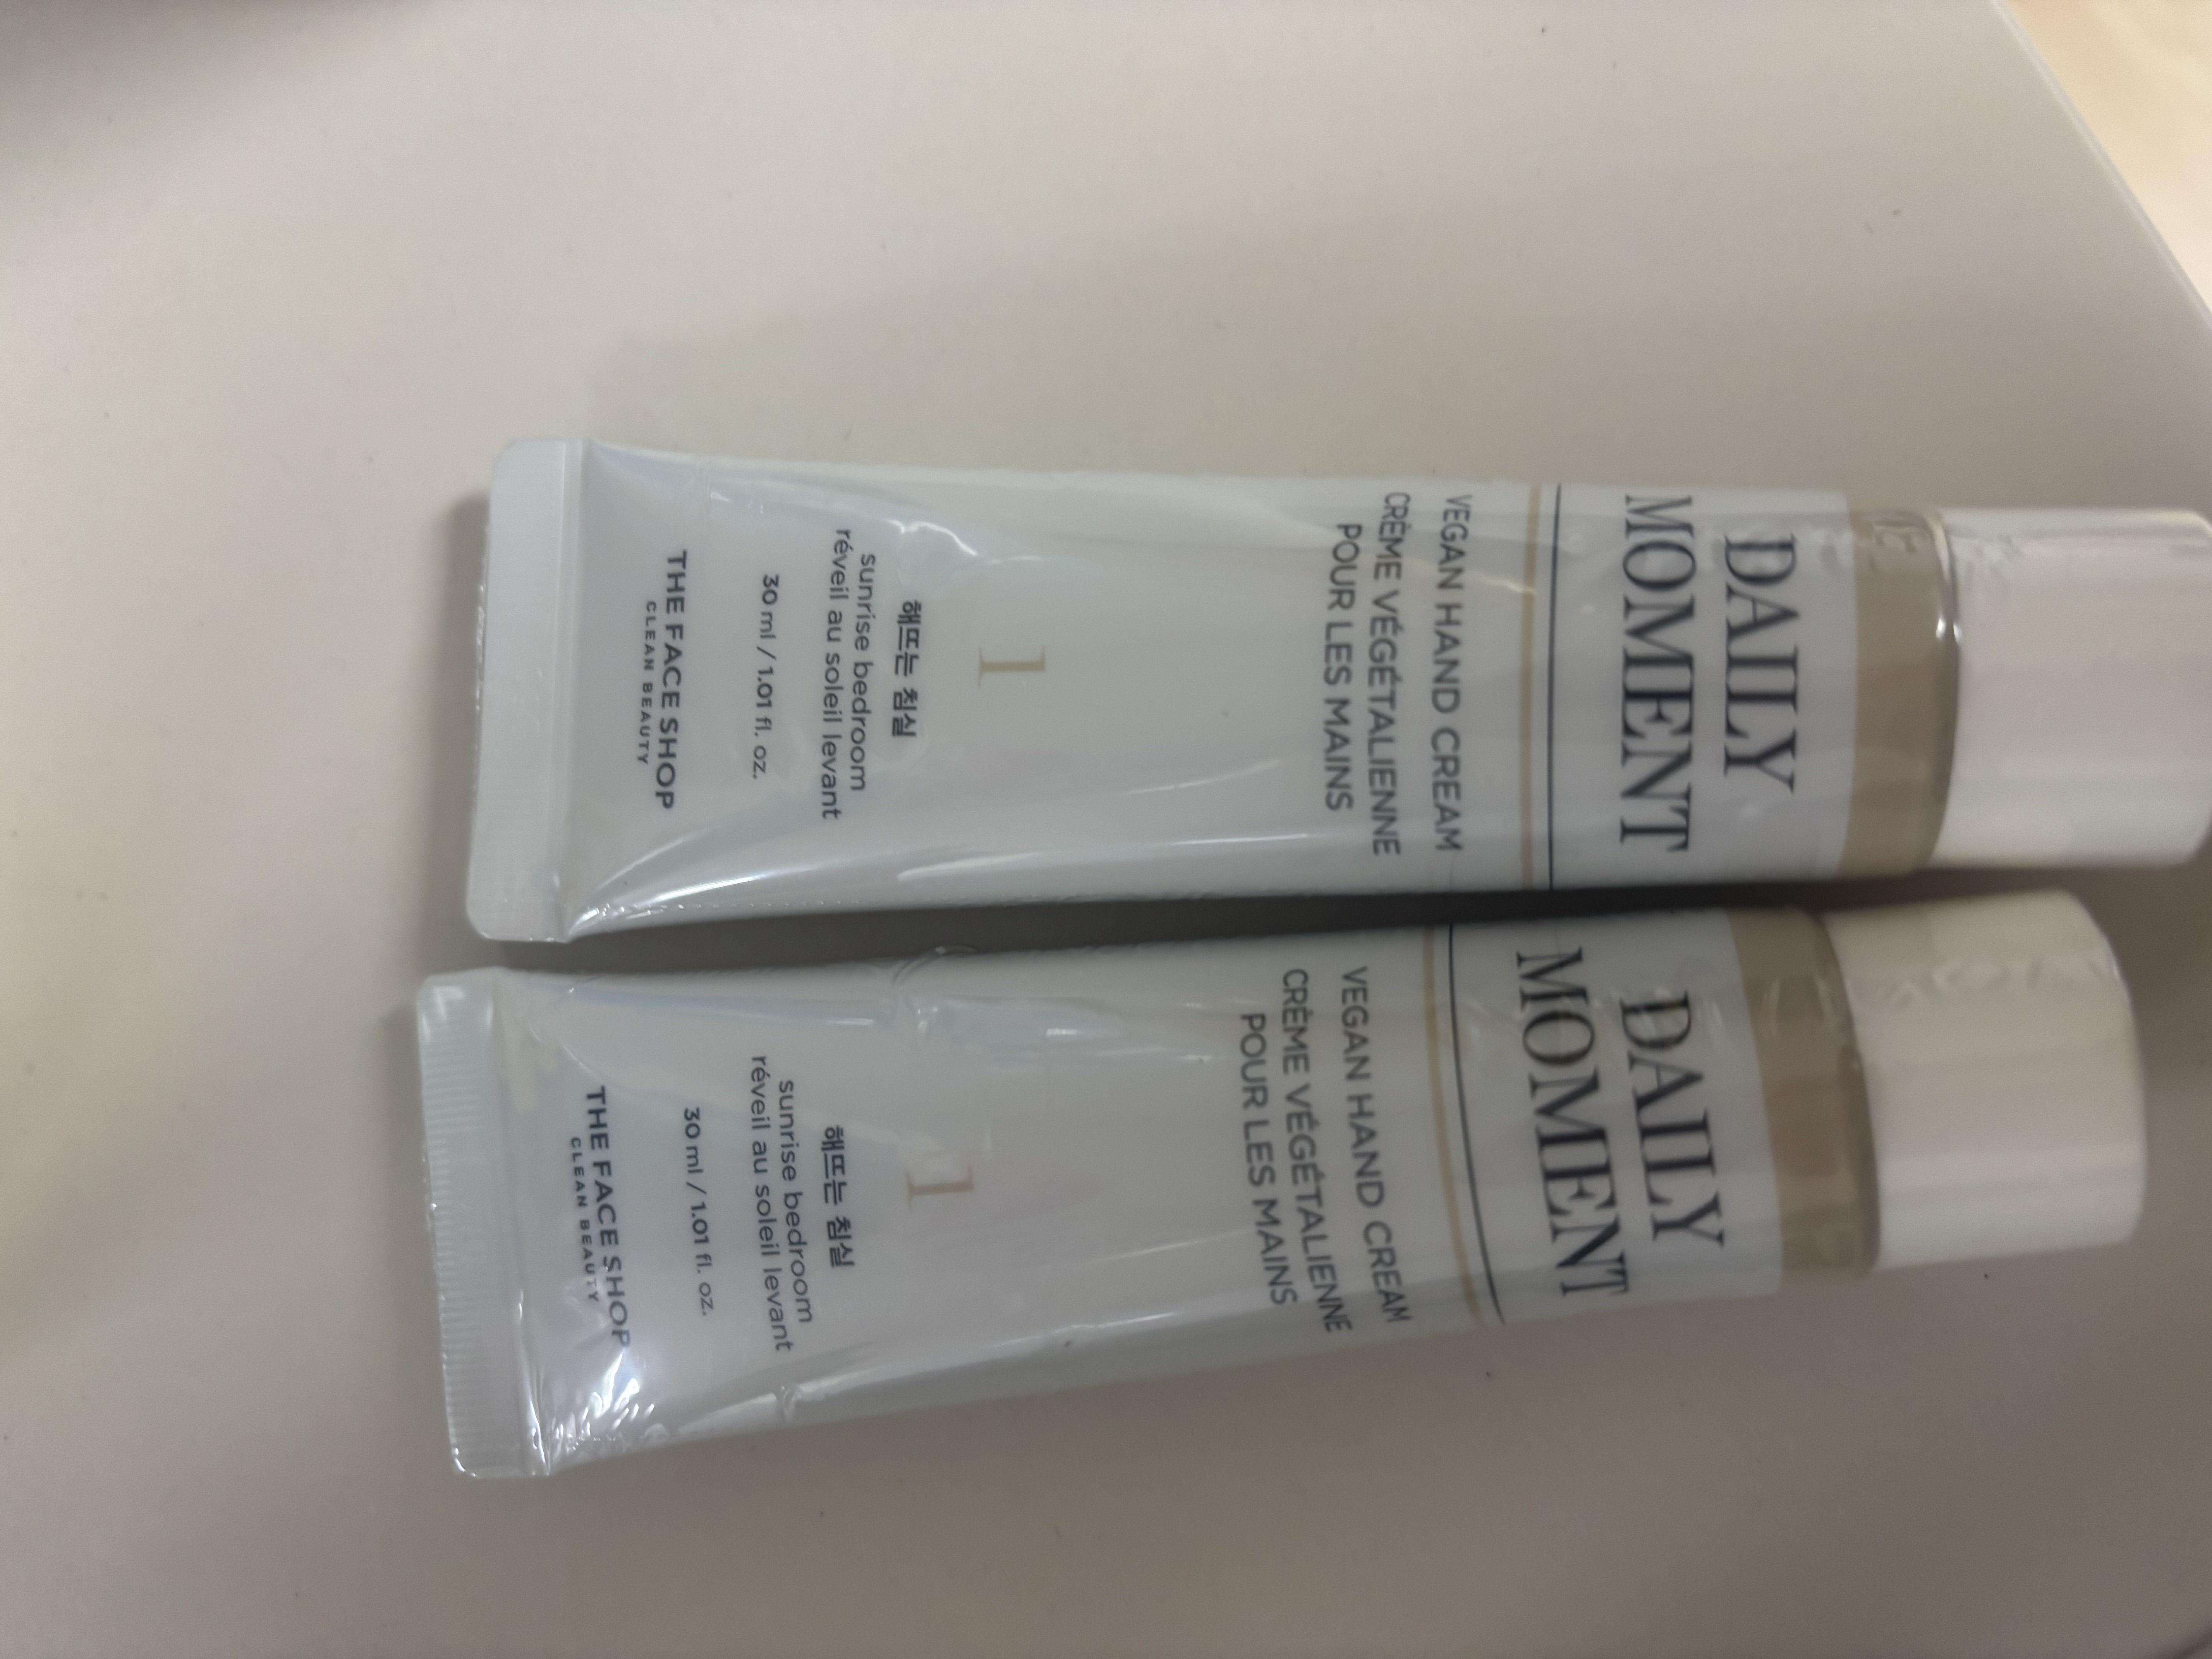 DAILY
MOMENT
VEGAN HAND CREAM
CRÈME VÉGÉTALIENNE
POUR LES MAINS
1
해뜨는 침실
sunrise bedroom
réveil au soleil levant
30 ml / 1.01 fl. oz.
THE FACE SHOP
CLEAN BEAUTY
DAILY
MOMENT
VEGAN HAND CREAM
CRÈME VÉGÉTALIENNE
POUR LES MAINS
1
해뜨는 침실
sunrise bedroom
réveil au soleil levant
30 ml / 1.01 fl. oz.
THE FACE SHOP
CLEAN BEAUTY